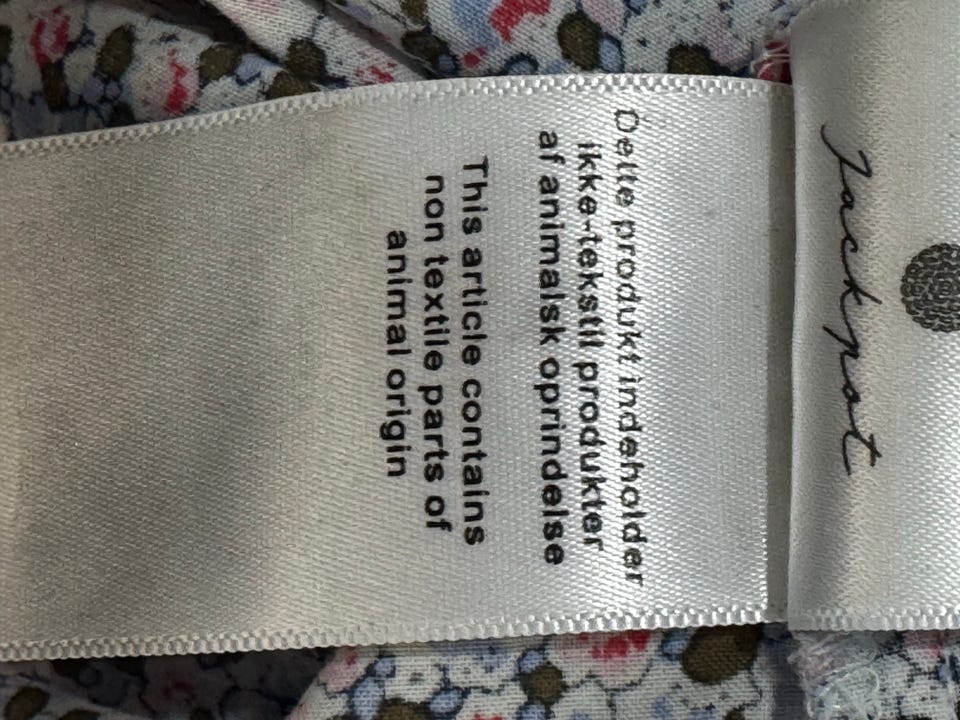 Jackpot
Dette produkt indeholder
ikke-tekstil produkter
af animalsk oprindelse
This article contains
non textile parts of
animal origin